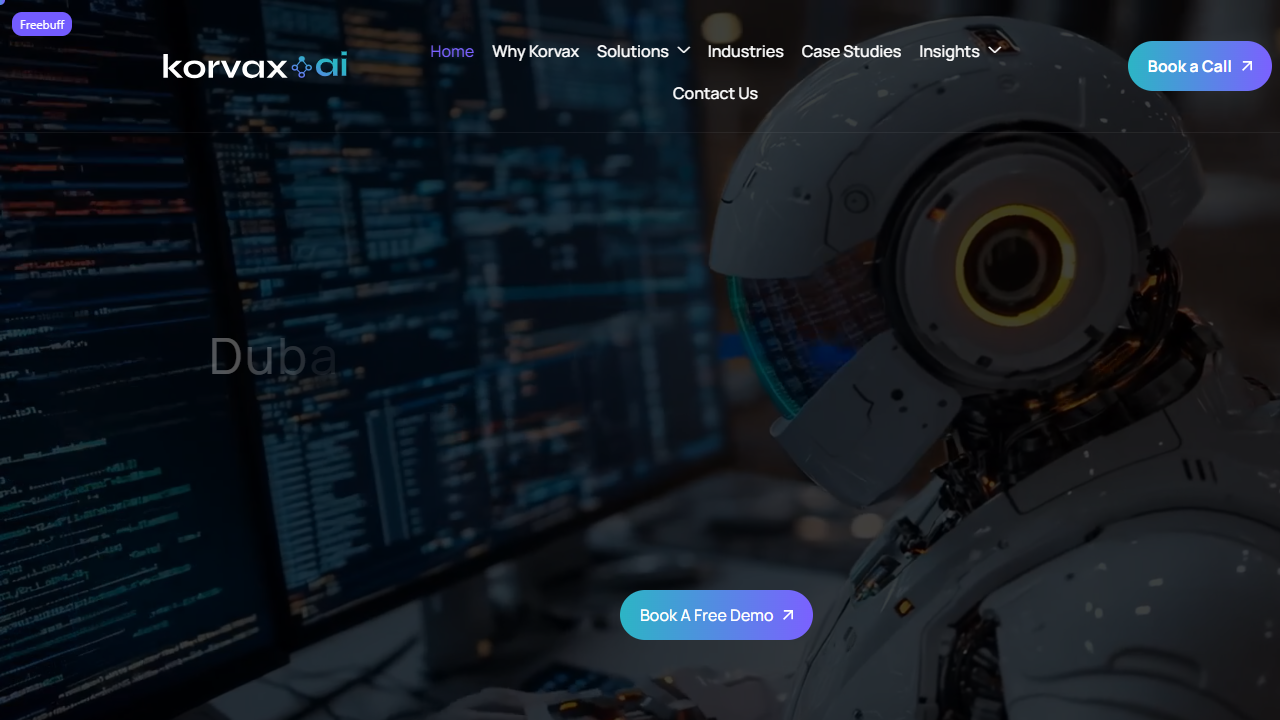 Freebuff
korvax ai
Home Why Korvax Solutions Industries Case Studies Insights
Contact Us
Book a Call
Duba
Book A Free Demo